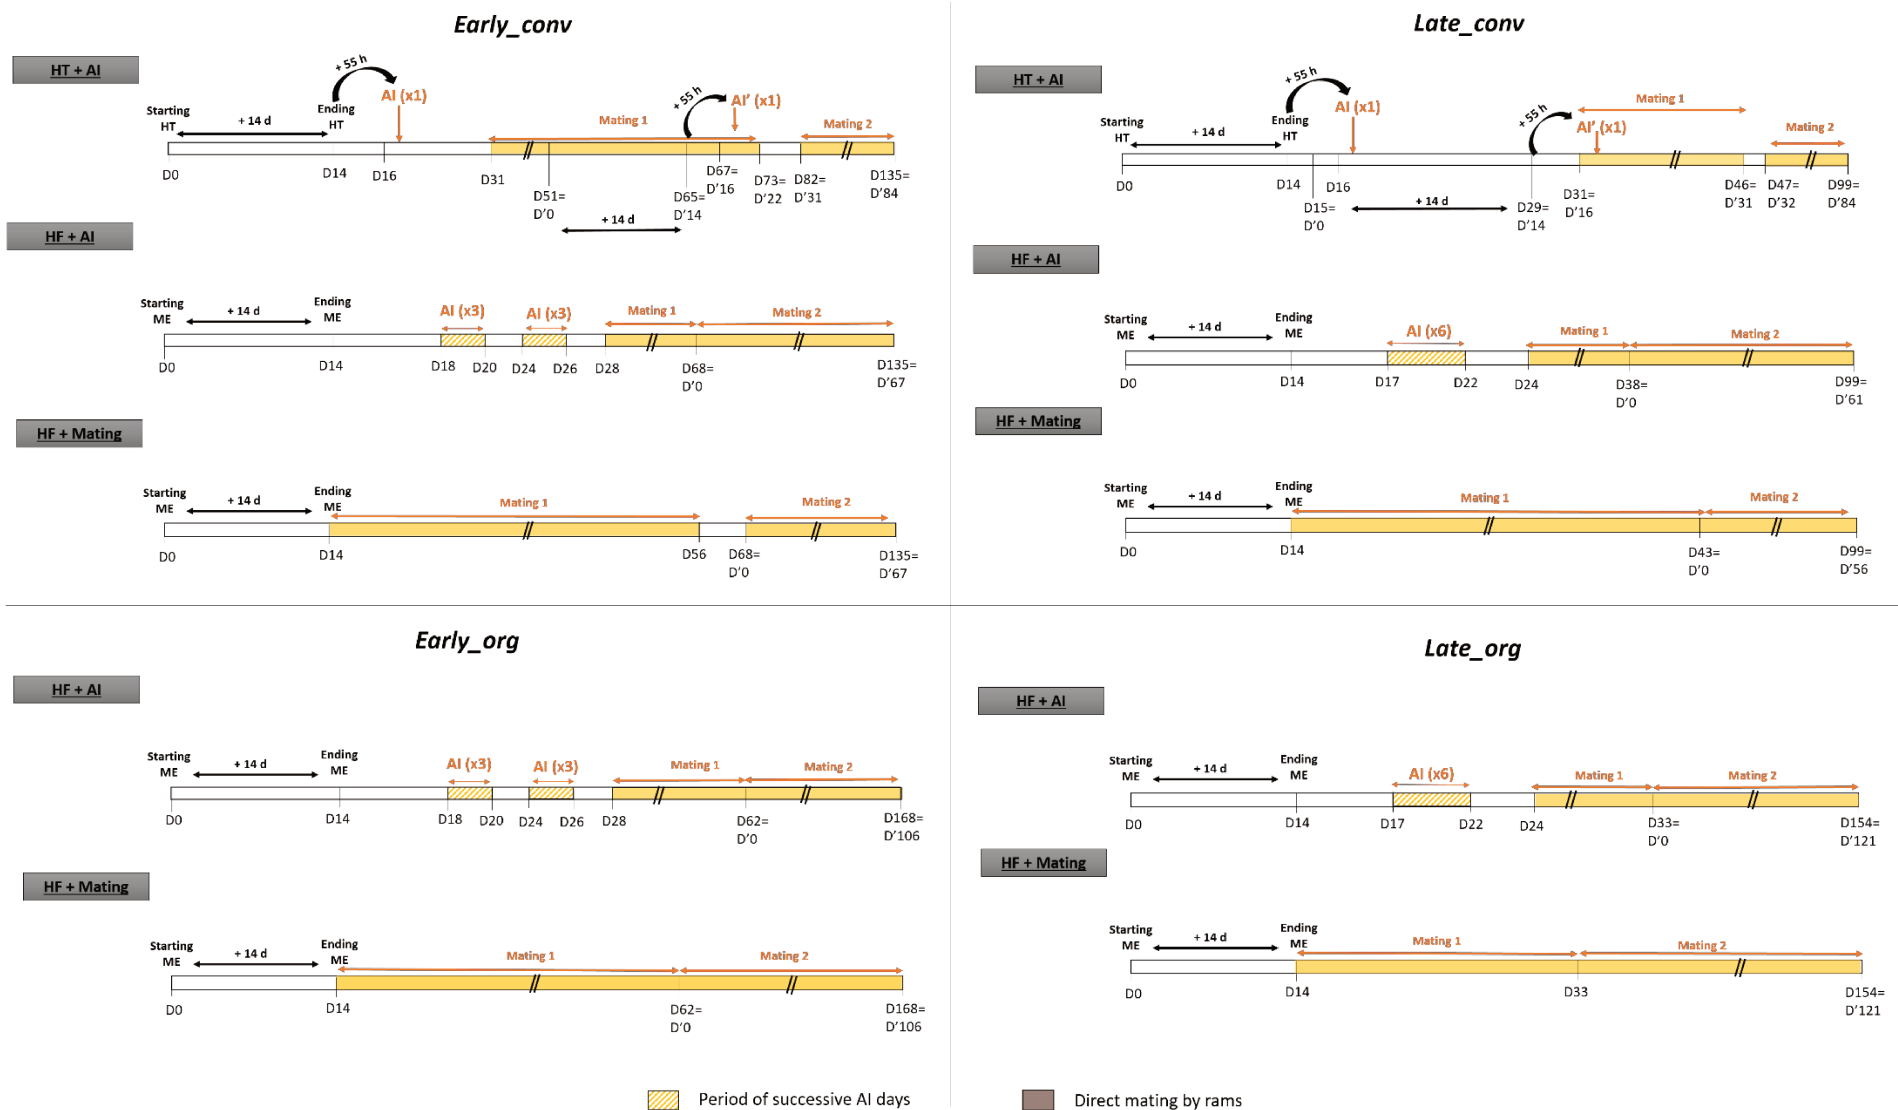 Early_conv
HT + AI
+ 55 h
AI (x1)
+ 55 h
AI' (x1)
Starting
HT
+ 14 d
Ending
HT
Mating 1
Mating 2
D0
D14
D16
D31
D51=
D'0
D65=
D'14
D67=
D'16
D73=
D'22
D82=
D'31
D135=
D'84
+ 14 d
HF + AI
Starting
ME
+ 14 d
Ending
ME
AI (x3)
AI (x3)
Mating 1
Mating 2
D0
D14
D18
D20
D24
D26
D28
D68=
D'0
D135=
D'67
HF + Mating
Starting
ME
+ 14 d
Ending
ME
Mating 1
Mating 2
D0
D14
D56
D68=
D'0
D135=
D'67
Late_conv
HT + AI
+55 h
AI (x1)
+55 h
AI' (x1)
Starting
HT
+ 14 d
Ending
HT
Mating 1
Mating 2
D0
D14
D15=
D'0
D16
+ 14 d
D29=
D'14
D31=
D'16
D46=
D'31
D47=
D'32
D99=
D'84
HF + AI
Starting
ME
+ 14 d
Ending
ME
AI (x6)
Mating 1
Mating 2
D0
D14
D17
D22
D24
D38=
D'0
D99=
D'61
HF + Mating
Starting
ME
+ 14 d
Ending
ME
Mating 1
Mating 2
D0
D14
D43=
D'0
D99=
D'56
Early_org
HF + AI
Starting
ME
+ 14 d
Ending
ME
AI (x3)
AI (x3)
Mating 1
Mating 2
D0
D14
D18
D20
D24
D26
D28
D62=
D'0
D168=
D'106
HF + Mating
Starting
ME
+ 14 d
Ending
ME
Mating 1
Mating 2
D0
D14
D62=
D'0
D168=
D'106
Late_org
HF + AI
Starting
ME
+14 d
Ending
ME
AI (x6)
Mating 1
Mating 2
D0
D14
D17
D22
D24
D33=
D'0
D154=
D'121
HF + Mating
Starting
ME
+ 14 d
Ending
ME
Mating 1
Mating 2
D0
D14
D33
D154=
D'121
Period of successive AI days
Direct mating by rams